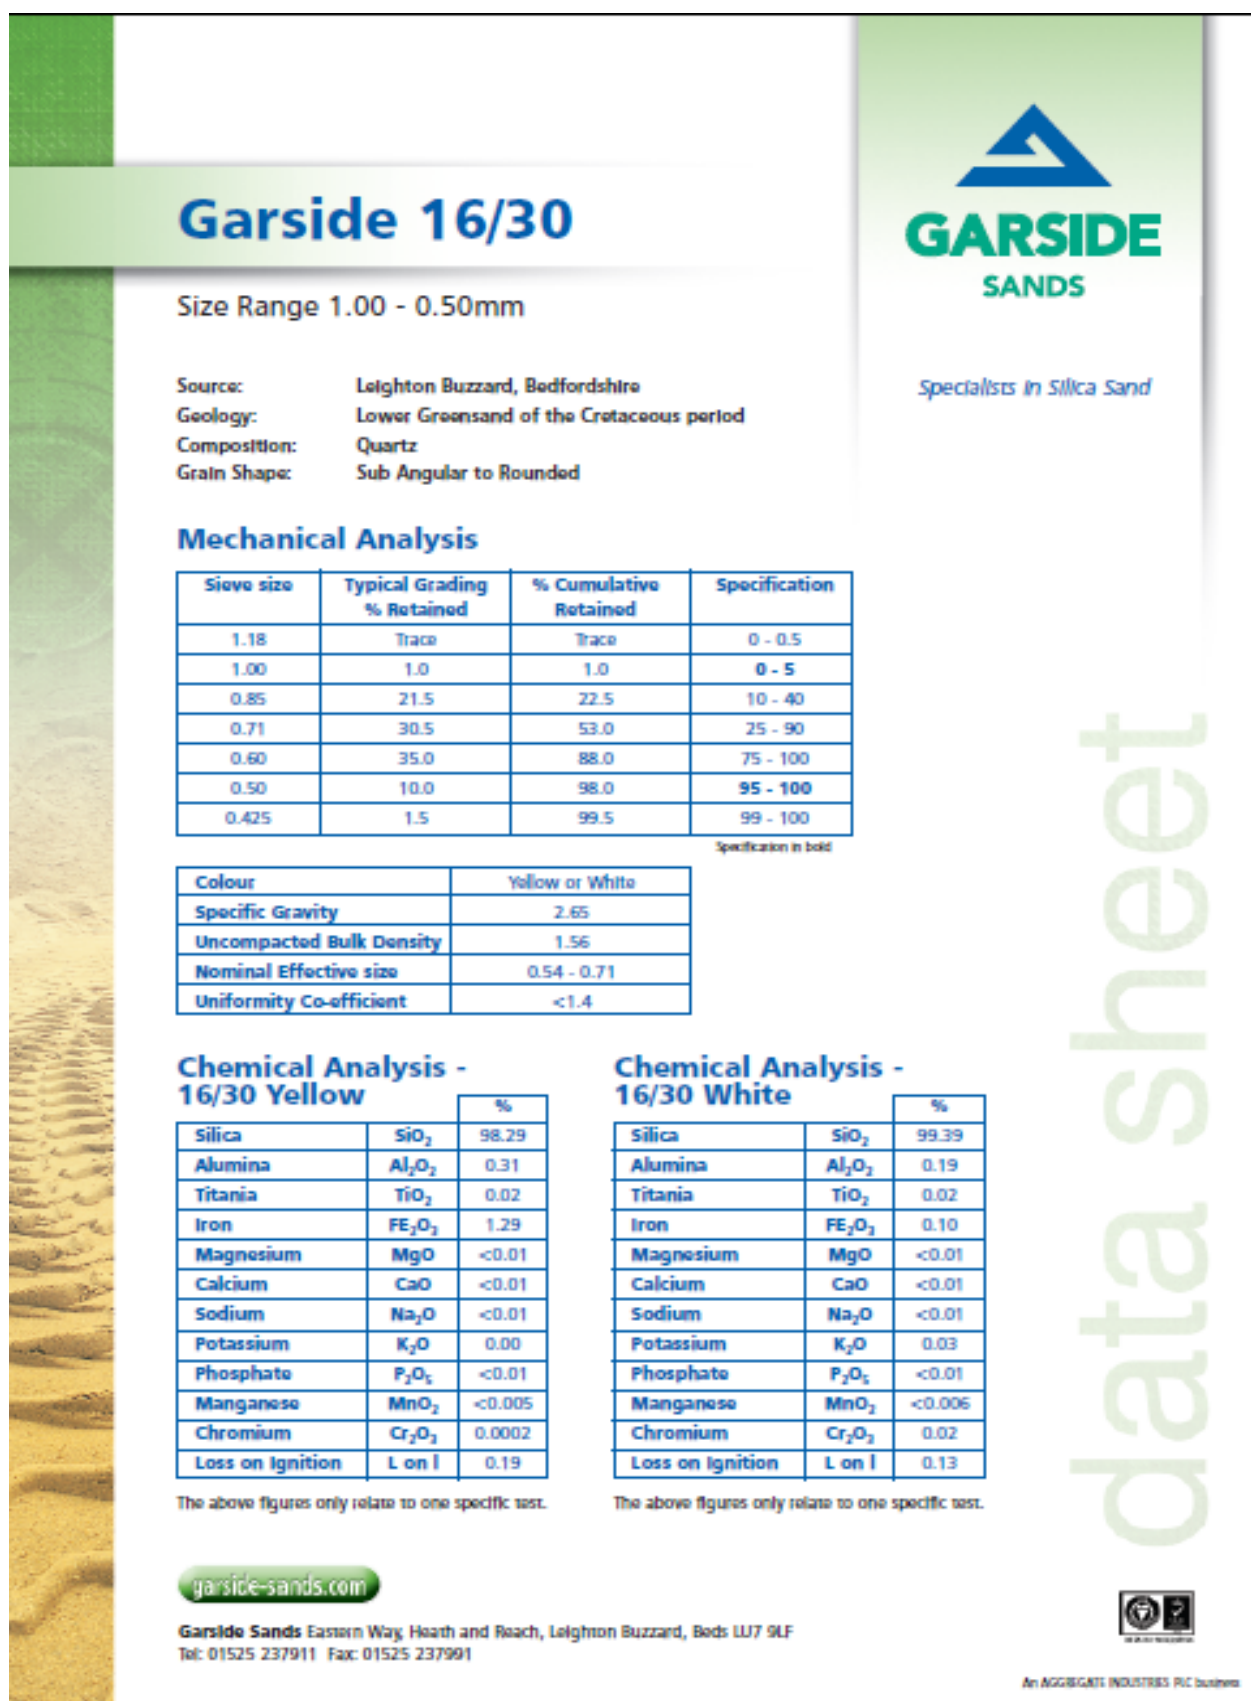 Garside 16/30
GARSIDE
SANDS
Size Range 1.00 - 0.50mm
Specialists in Silica Sand
Source: Leighton Buzzard, Bedfordshire
Geology: Lower Greensand of the Cretaceous period
Composition: Quartz
Grain Shape: Sub Angular to Rounded
Mechanical Analysis
Sieve size Typical Grading % Cumulative Specification
% Retained Retained
1.18 Trace Trace 0 - 0.5
1.00 1.0 1.0 0 - 5
0.85 21.5 22.5 10 - 40
0.71 30.5 53.0 25 - 90
0.60 35.0 88.0 75 - 100
0.50 10.0 98.0 95 - 100
0.425 1.5 99.5 99 - 100
Specification in bold
Colour Yellow or White
Specific Gravity 2.65
Uncompacted Bulk Density 1.56
Nominal Effective size 0.54 - 0.71
Uniformity Co-efficient <1.4
data sheet
Chemical Analysis -
16/30 Yellow
%
Silica SiO₂ 98.29
Alumina Al₂O₂ 0.31
Titania TiO₂ 0.02
Iron FE₂O₃ 1.29
Magnesium MgO <0.01
Calcium CaO <0.01
Sodium Na₂O <0.01
Potassium K₂O 0.00
Phosphate P₂O₅ <0.01
Manganese MnO₂ <0.005
Chromium Cr₂O₃ 0.0002
Loss on Ignition L on I 0.19
The above figures only relate to one specific test.
Chemical Analysis -
16/30 White
%
Silica SiO₂ 99.39
Alumina Al₂O₂ 0.19
Titania TiO₂ 0.02
Iron FE₂O₃ 0.10
Magnesium MgO <0.01
Calcium CaO <0.01
Sodium Na₂O <0.01
Potassium K₂O 0.03
Phosphate P₂O₅ <0.01
Manganese MnO₂ <0.006
Chromium Cr₂O₃ 0.02
Loss on Ignition L on I 0.13
The above figures only relate to one specific test.
garside-sands.com
Garside Sands Eastern Way, Heath and Reach, Leighton Buzzard, Beds LU7 9LF
Tel: 01525 237911 Fax: 01525 237991
An AGGREGATE INDUSTRIES PLC business